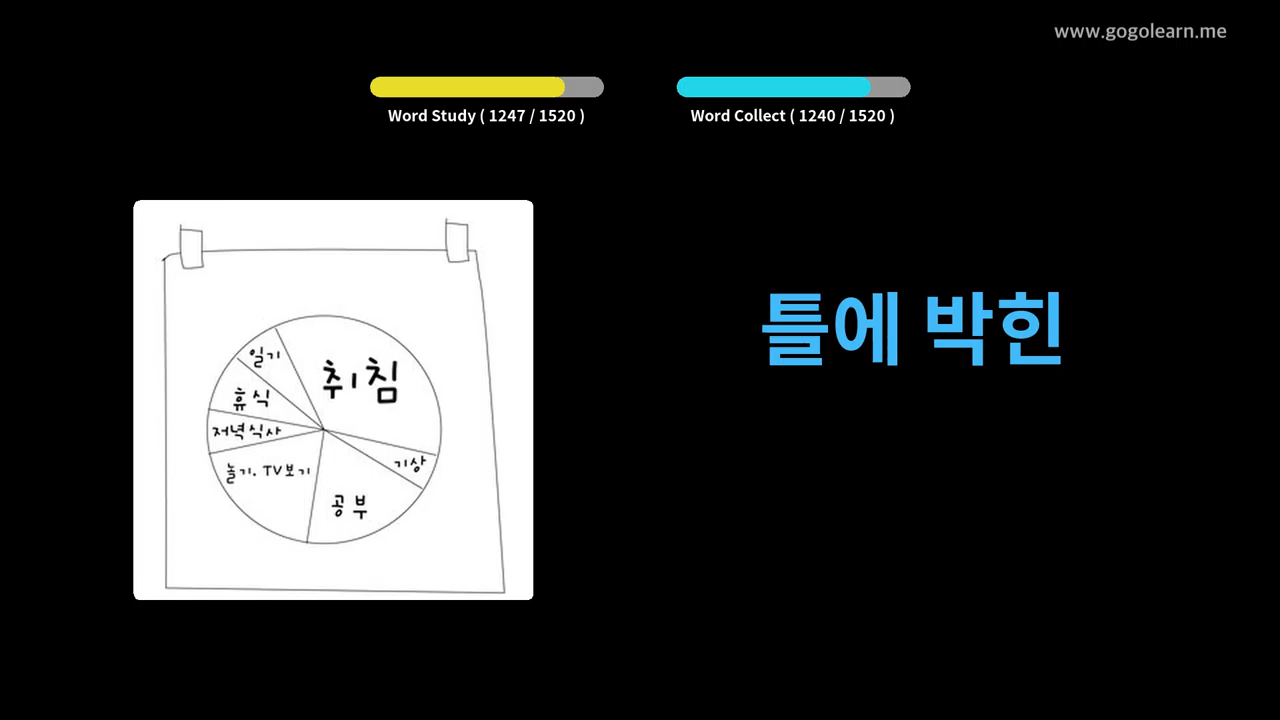 www.gogolearn.me
Word Study ( 1247 / 1520 )
Word Collect ( 1240 / 1520 )
일기
취침
휴식
저녁식사
기상
놀기. TV보기
공부
틀에 박힌